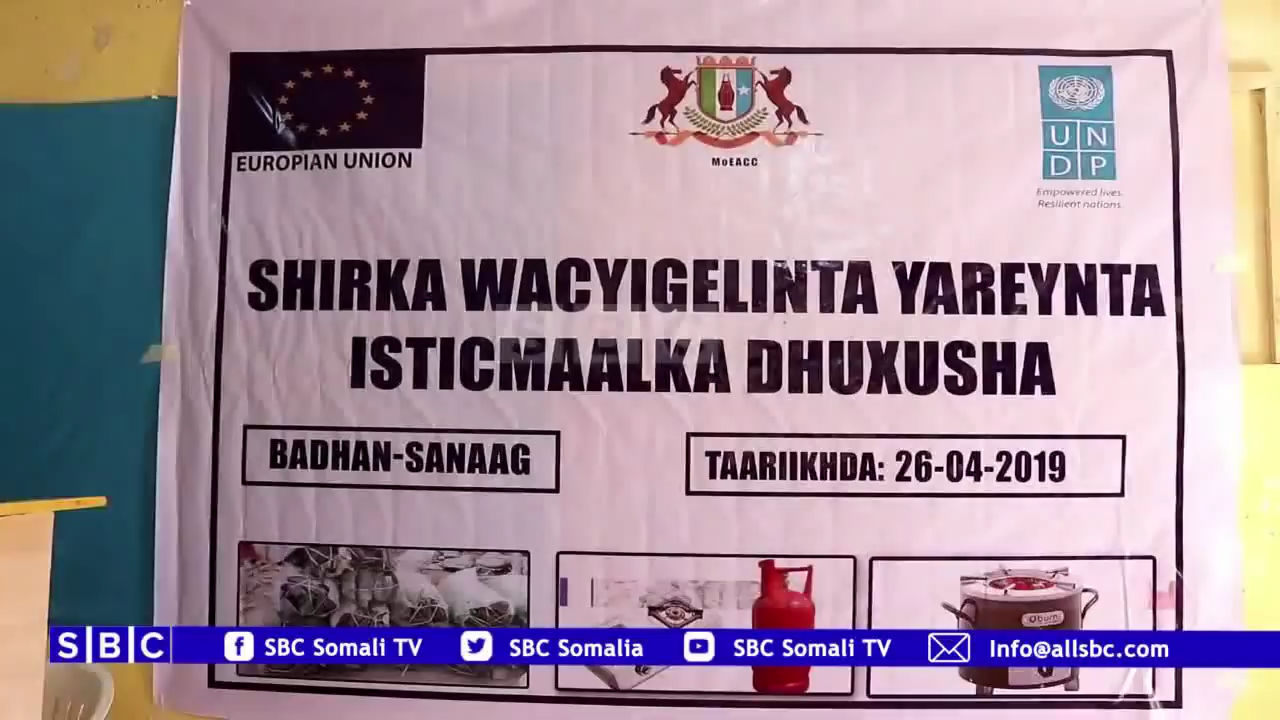 EUROPIAN UNION
MoEACC
UN
DP
Empowered lives.
Resilient nations.
SHIRKA WACYIGELINTA YAREYNTA
ISTICMAALKA DHUXUSHA
BADHAN-SANAAG
TAARIIKHDA: 26-04-2019
SBC
SBC Somali TV
SBC Somalia
SBC Somali TV
Info@allsbc.com